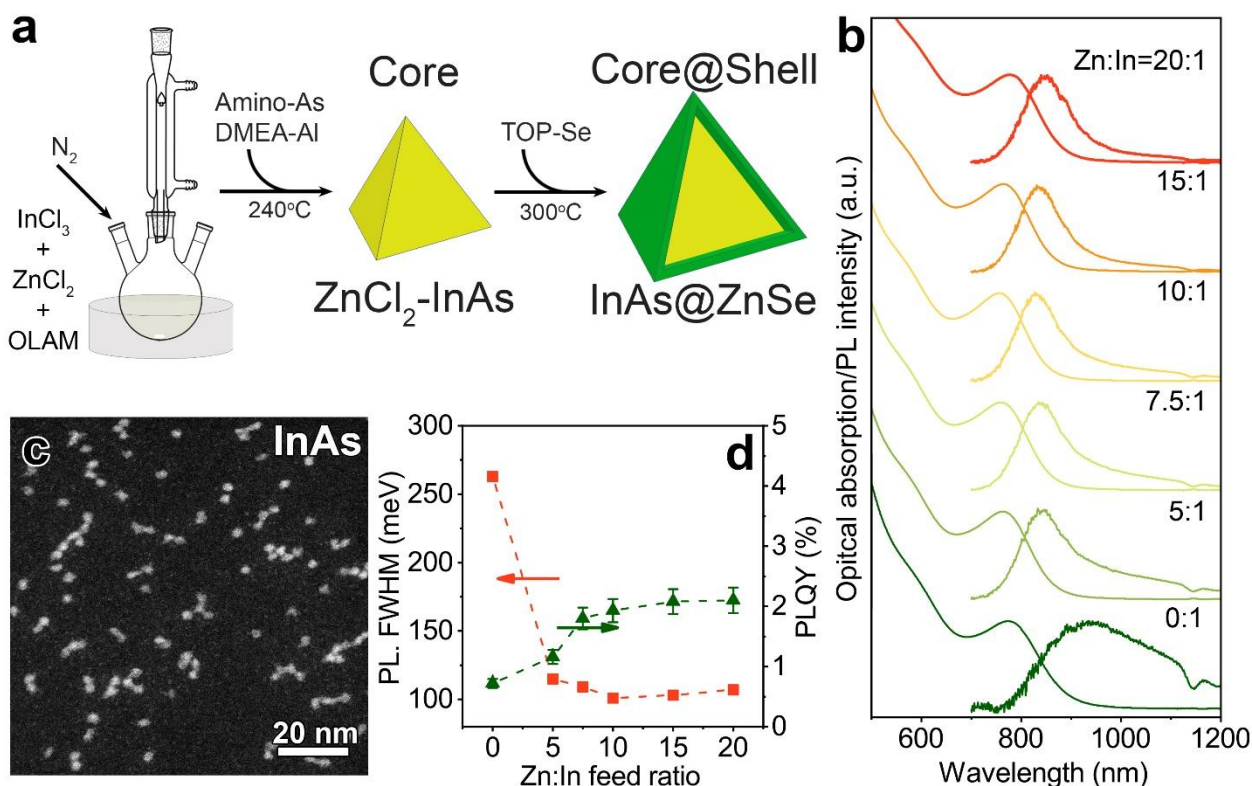 a
N₂
InCl₃
+
ZnCl₂
+
OLAM
Amino-As
DMEA-Al
240°C
Core
ZnCl₂-InAs
TOP-Se
300°C
Core@Shell
InAs@ZnSe
b
Opitcal absorption/PL intensity (a.u.)
Zn:In=20:1
15:1
10:1
7.5:1
5:1
0:1
600 800 1000 1200
Wavelength (nm)
c
InAs
20 nm
d
PL. FWHM (meV)
300
250
200
150
100
PLQY (%)
5
4
3
2
1
0
0 5 10 15 20
Zn:In feed ratio